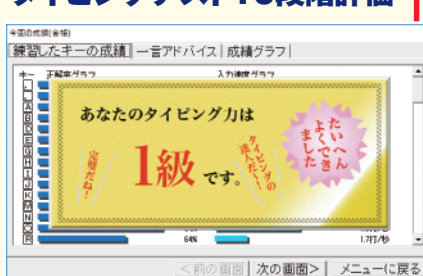 タイピングテスト10段階評価
今回の成績(合格)
練習したキーの成績 一言アドバイス 成績グラフ
キー 正解率グラフ 入力速度グラフ
A
B
D
E
G
H
I
J
K
M
N
O
R 64% 1.7打/秒
あなたのタイピング力は
1級です。
完璧だね!
タイピングの
達人だ〜!
たいへん
よくでき
ました
<前の画面 次の画面> メニューに戻る